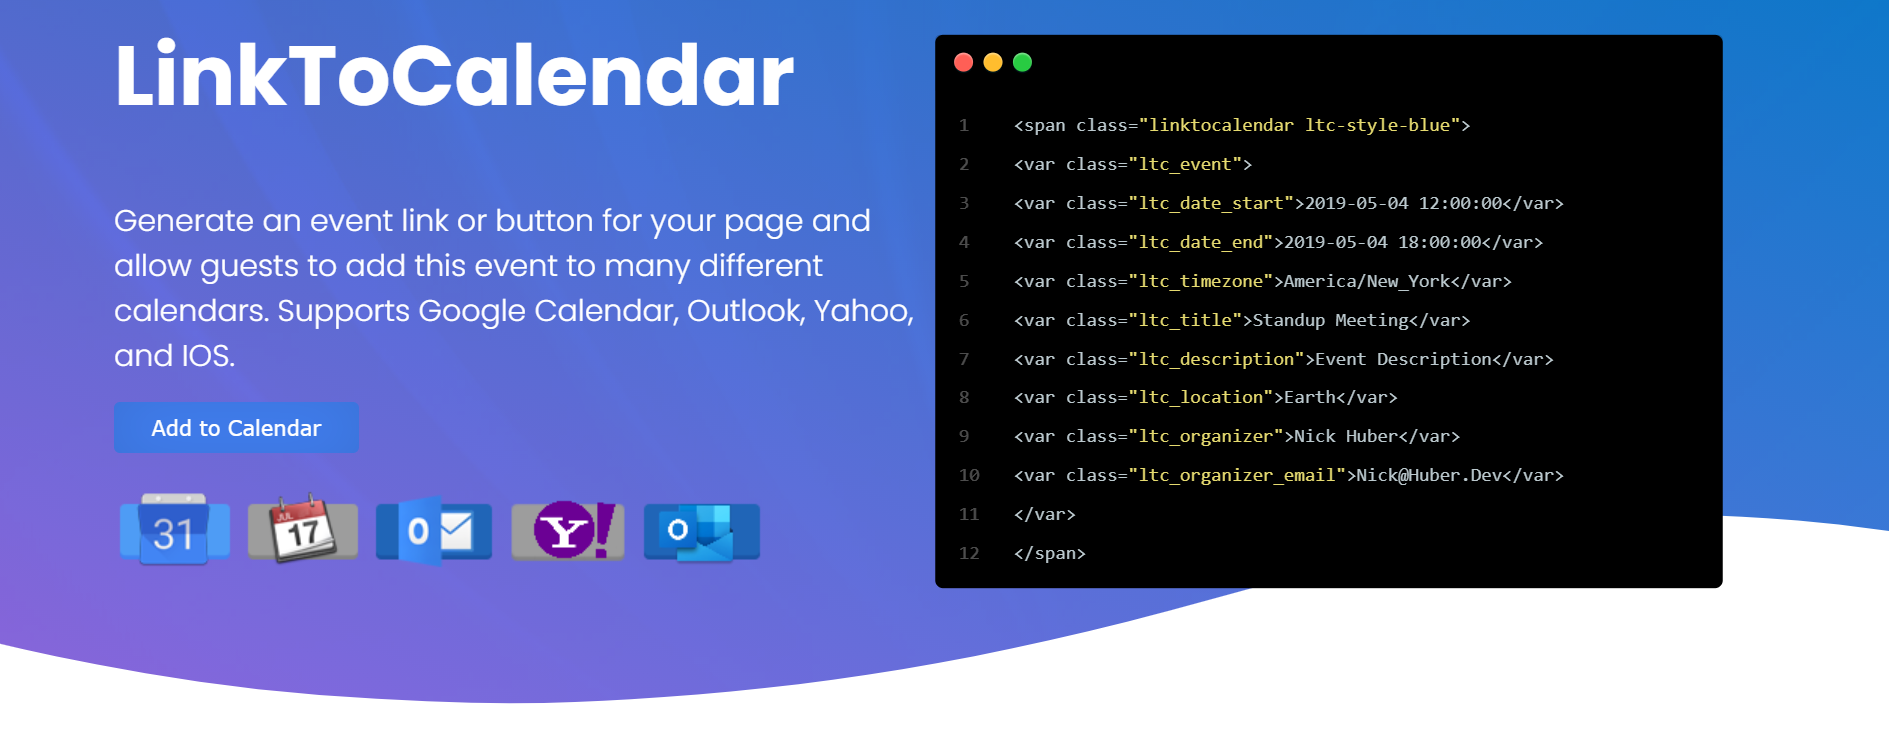 LinkToCalendar
Generate an event link or button for your page and
allow guests to add this event to many different
calendars. Supports Google Calendar, Outlook, Yahoo,
and IOS.
Add to Calendar
31
JUL
17
O
Y!
O
1 <span class="linktocalendar ltc-style-blue">
2 <var class="ltc_event">
3 <var class="ltc_date_start">2019-05-04 12:00:00</var>
4 <var class="ltc_date_end">2019-05-04 18:00:00</var>
5 <var class="ltc_timezone">America/New_York</var>
6 <var class="ltc_title">Standup Meeting</var>
7 <var class="ltc_description">Event Description</var>
8 <var class="ltc_location">Earth</var>
9 <var class="ltc_organizer">Nick Huber</var>
10 <var class="ltc_organizer_email">Nick@Huber.Dev</var>
11 </var>
12 </span>